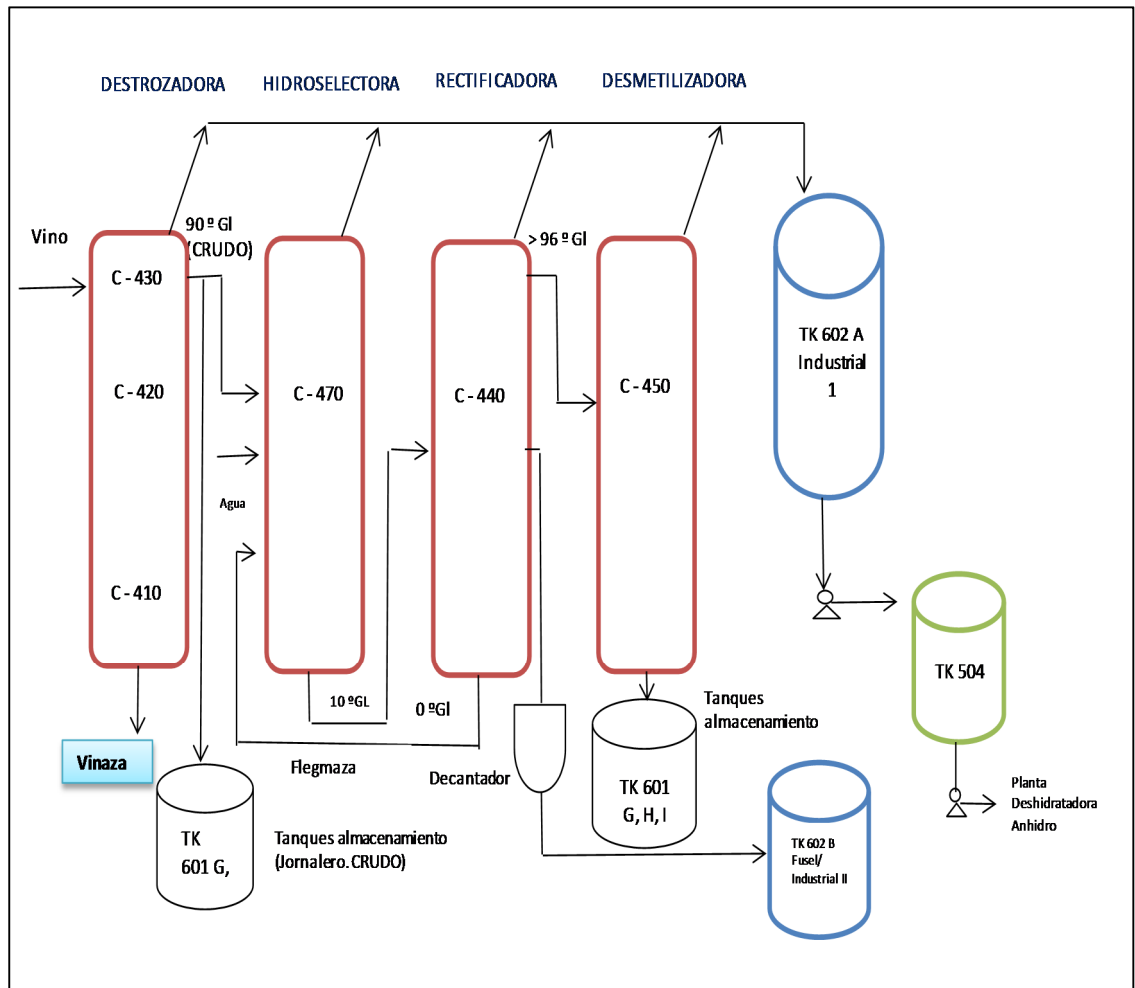 DESTROZADORA
HIDROSELECTORA
RECTIFICADORA
DESMETILIZADORA
Vino
90 º Gl
(CRUDO)
> 96 º Gl
C - 430
C - 420
C - 410
C - 470
C - 440
C - 450
TK 602 A
Industrial
1
Agua
10 ºGL
0 ºGl
Flegmaza
Decantador
Vinaza
TK
601 G,
Tanques almacenamiento
(Jornalero. CRUDO)
Tanques
almacenamiento
TK 601
G, H, I
TK 504
Planta
Deshidratadora
Anhidro
TK 602 B
Fusel/
Industrial II